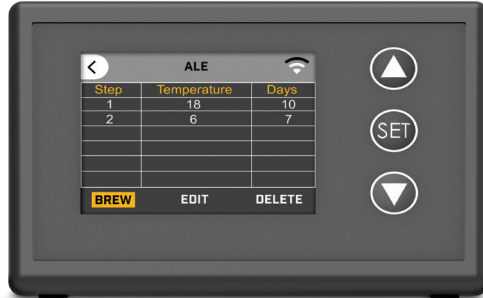 ALE
Step Temperature Days
1 18 10
2 6 7
BREW EDIT DELETE
SET